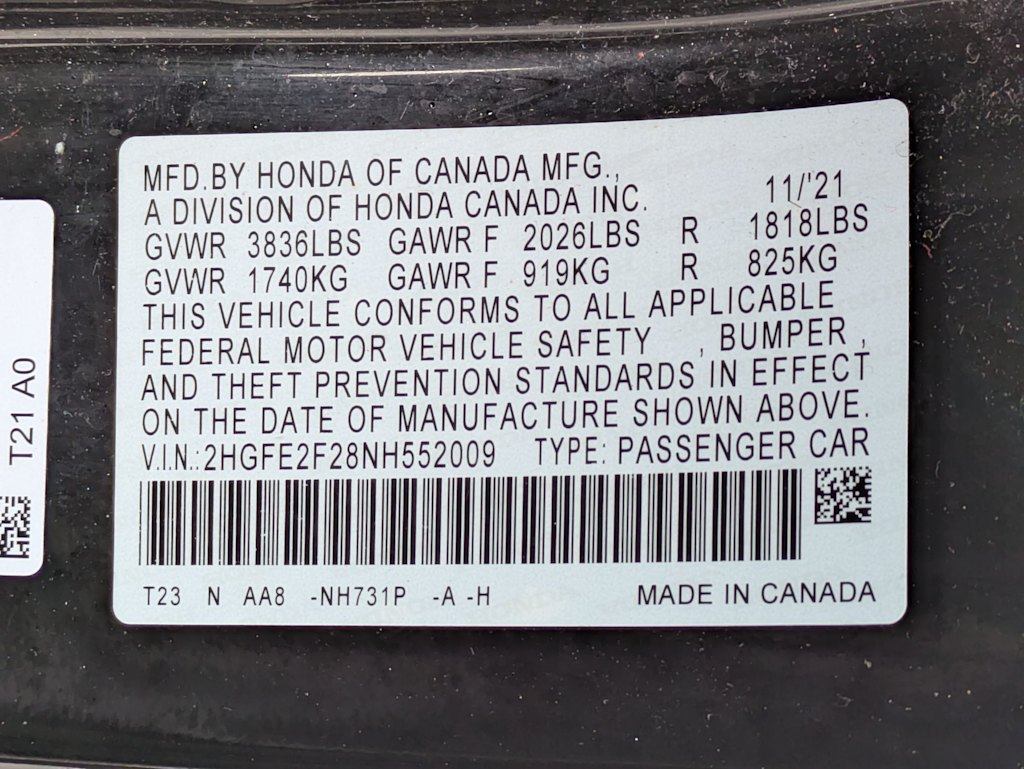 MFD.BY HONDA OF CANADA MFG.,
A DIVISION OF HONDA CANADA INC. 11/'21
GVWR 3836LBS GAWR F 2026LBS R 1818LBS
GVWR 1740KG GAWR F 919KG R 825KG
THIS VEHICLE CONFORMS TO ALL APPLICABLE
FEDERAL MOTOR VEHICLE SAFETY , BUMPER ,
AND THEFT PREVENTION STANDARDS IN EFFECT
ON THE DATE OF MANUFACTURE SHOWN ABOVE.
V.I.N.:2HGFE2F28NH552009 TYPE: PASSENGER CAR
T23 N AA8 -NH731P -A -H MADE IN CANADA
T21 A0